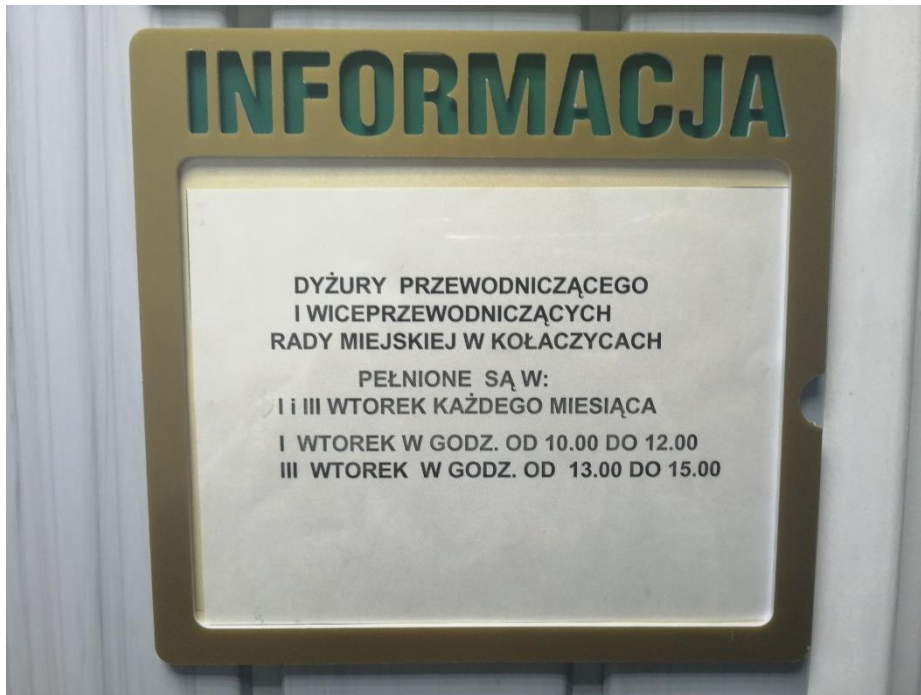 INFORMACJA
DYŻURY PRZEWODNICZĄCEGO
I WICEPRZEWODNICZĄCYCH
RADY MIEJSKIEJ W KOŁACZYCACH
PEŁNIONE SĄ W:
I i III WTOREK KAŻDEGO MIESIĄCA
I WTOREK W GODZ. OD 10.00 DO 12.00
III WTOREK W GODZ. OD 13.00 DO 15.00